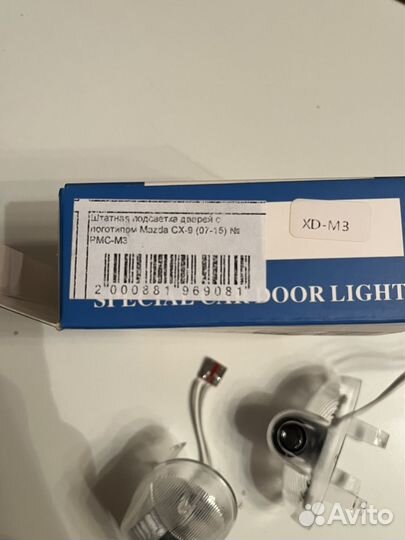 Штатная подсветка дверей с
логотипом Mazda CX-9 (07-15) №
PMC-M3
2 000881 969081
XD-M3
SPECIAL CAR DOOR LIGHT
Avito